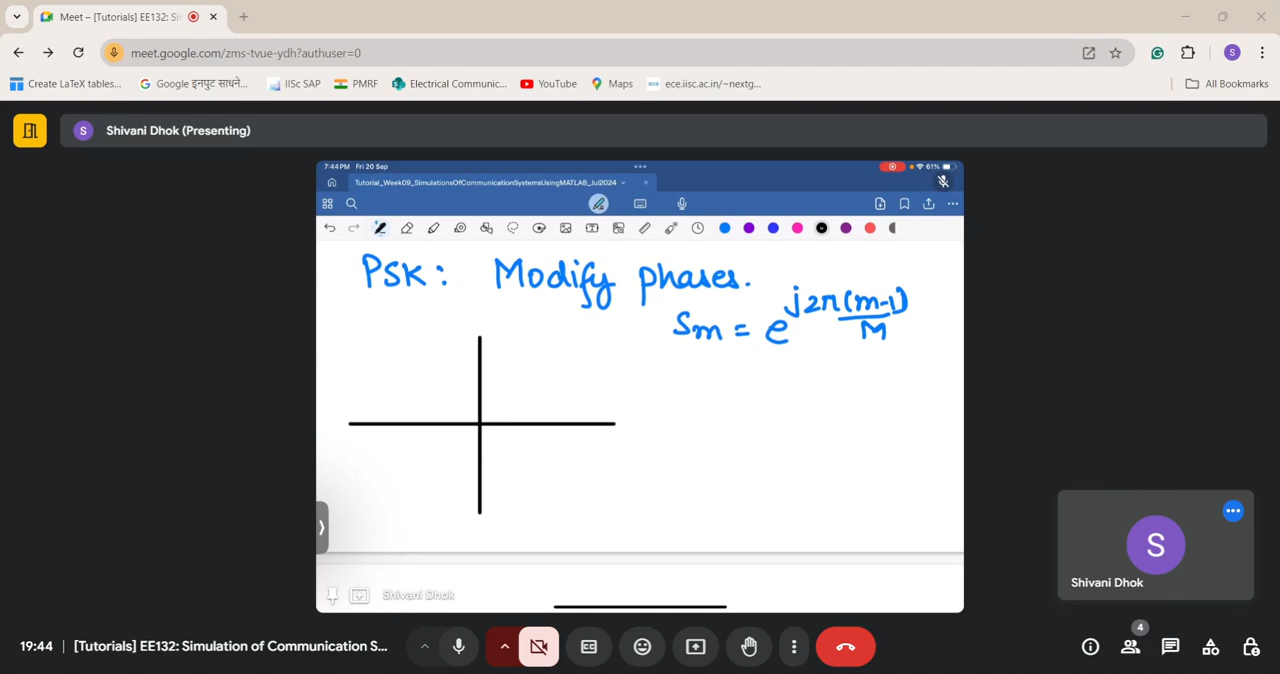 Meet – [Tutorials] EE132: Sim
meet.google.com/zms-tvue-ydh?authuser=0
Create LaTeX tables... Google इनपुट साधने... IISc SAP PMRF Electrical Communic... YouTube Maps ece.iisc.ac.in/~nextg... All Bookmarks
S Shivani Dhok (Presenting)
7:44 PM Fri 20 Sep 61%
Tutorial_Week09_SimulationsOfCommunicationSystemsUsingMATLAB_Jul2024
PSK: Modify phases.
Sm = e^{j2π(m-1)/M}
S
Shivani Dhok
Shivani Dhok
4
19:44 | [Tutorials] EE132: Simulation of Communication S...